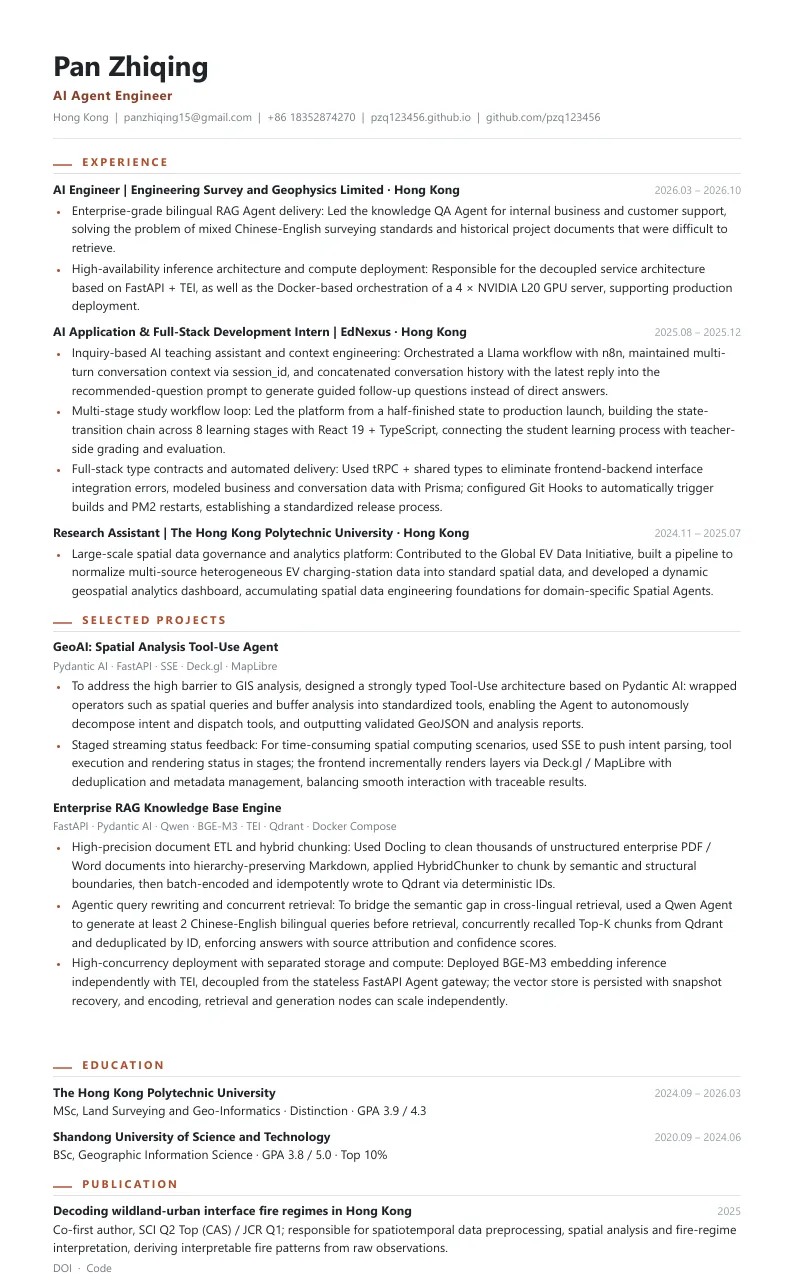 Pan Zhiqing
AI Agent Engineer
Hong Kong | panzhiqing15@gmail.com | +86 18352874270 | pzq123456.github.io | github.com/pzq123456
EXPERIENCE
AI Engineer | Engineering Survey and Geophysics Limited · Hong Kong 2026.03 – 2026.10
• Enterprise-grade bilingual RAG Agent delivery: Led the knowledge QA Agent for internal business and customer support,
solving the problem of mixed Chinese-English surveying standards and historical project documents that were difficult to
retrieve.
• High-availability inference architecture and compute deployment: Responsible for the decoupled service architecture
based on FastAPI + TEI, as well as the Docker-based orchestration of a 4 × NVIDIA L20 GPU server, supporting production
deployment.
AI Application & Full-Stack Development Intern | EdNexus · Hong Kong 2025.08 – 2025.12
• Inquiry-based AI teaching assistant and context engineering: Orchestrated a Llama workflow with n8n, maintained multi-
turn conversation context via session_id, and concatenated conversation history with the latest reply into the
recommended-question prompt to generate guided follow-up questions instead of direct answers.
• Multi-stage study workflow loop: Led the platform from a half-finished state to production launch, building the state-
transition chain across 8 learning stages with React 19 + TypeScript, connecting the student learning process with teacher-
side grading and evaluation.
• Full-stack type contracts and automated delivery: Used tRPC + shared types to eliminate frontend-backend interface
integration errors, modeled business and conversation data with Prisma; configured Git Hooks to automatically trigger
builds and PM2 restarts, establishing a standardized release process.
Research Assistant | The Hong Kong Polytechnic University · Hong Kong 2024.11 – 2025.07
• Large-scale spatial data governance and analytics platform: Contributed to the Global EV Data Initiative, built a pipeline to
normalize multi-source heterogeneous EV charging-station data into standard spatial data, and developed a dynamic
geospatial analytics dashboard, accumulating spatial data engineering foundations for domain-specific Spatial Agents.
SELECTED PROJECTS
GeoAI: Spatial Analysis Tool-Use Agent
Pydantic AI · FastAPI · SSE · Deck.gl · MapLibre
• To address the high barrier to GIS analysis, designed a strongly typed Tool-Use architecture based on Pydantic AI: wrapped
operators such as spatial queries and buffer analysis into standardized tools, enabling the Agent to autonomously
decompose intent and dispatch tools, and outputting validated GeoJSON and analysis reports.
• Staged streaming status feedback: For time-consuming spatial computing scenarios, used SSE to push intent parsing, tool
execution and rendering status in stages; the frontend incrementally renders layers via Deck.gl / MapLibre with
deduplication and metadata management, balancing smooth interaction with traceable results.
Enterprise RAG Knowledge Base Engine
FastAPI · Pydantic AI · Qwen · BGE-M3 · TEI · Qdrant · Docker Compose
• High-precision document ETL and hybrid chunking: Used Docling to clean thousands of unstructured enterprise PDF /
Word documents into hierarchy-preserving Markdown, applied HybridChunker to chunk by semantic and structural
boundaries, then batch-encoded and idempotently wrote to Qdrant via deterministic IDs.
• Agentic query rewriting and concurrent retrieval: To bridge the semantic gap in cross-lingual retrieval, used a Qwen Agent
to generate at least 2 Chinese-English bilingual queries before retrieval, concurrently recalled Top-K chunks from Qdrant
and deduplicated by ID, enforcing answers with source attribution and confidence scores.
• High-concurrency deployment with separated storage and compute: Deployed BGE-M3 embedding inference
independently with TEI, decoupled from the stateless FastAPI Agent gateway; the vector store is persisted with snapshot
recovery, and encoding, retrieval and generation nodes can scale independently.
EDUCATION
The Hong Kong Polytechnic University 2024.09 – 2026.03
MSc, Land Surveying and Geo-Informatics · Distinction · GPA 3.9 / 4.3
Shandong University of Science and Technology 2020.09 – 2024.06
BSc, Geographic Information Science · GPA 3.8 / 5.0 · Top 10%
PUBLICATION
Decoding wildland-urban interface fire regimes in Hong Kong 2025
Co-first author, SCI Q2 Top (CAS) / JCR Q1; responsible for spatiotemporal data preprocessing, spatial analysis and fire-regime
interpretation, deriving interpretable fire patterns from raw observations.
DOI · Code